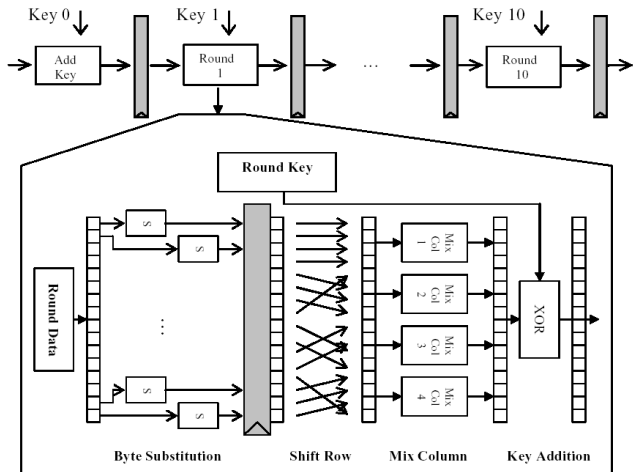 Key 0
Key 1
Key 10
Add
Key
Round
1
...
Round
10
Round Key
Round Data
S
S
...
S
S
Mix
Col
1
Mix
Col
2
Mix
Col
3
Mix
Col
4
XOR
Byte Substitution
Shift Row
Mix Column
Key Addition